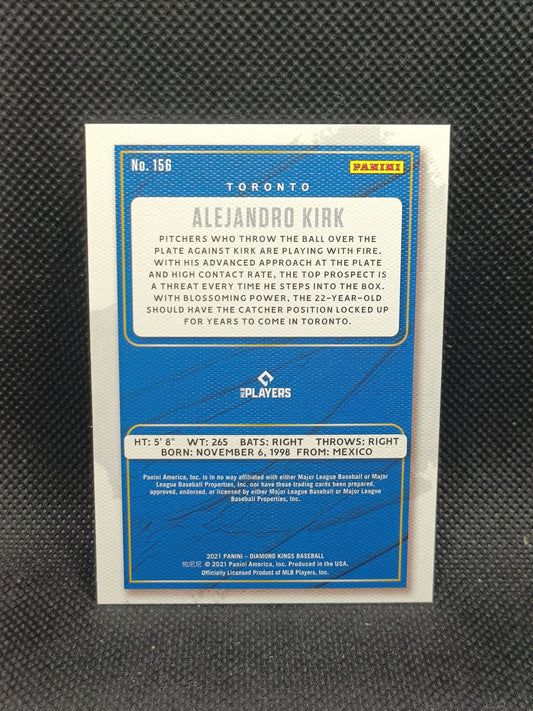 No. 156
PANINI
TORONTO
ALEJANDRO KIRK
PITCHERS WHO THROW THE BALL OVER THE
PLATE AGAINST KIRK ARE PLAYING WITH FIRE.
WITH HIS ADVANCED APPROACH AT THE PLATE
AND HIGH CONTACT RATE, THE TOP PROSPECT IS
A THREAT EVERY TIME HE STEPS INTO THE BOX.
WITH BLOSSOMING POWER, THE 22-YEAR-OLD
SHOULD HAVE THE CATCHER POSITION LOCKED UP
FOR YEARS TO COME IN TORONTO.
MLB PLAYERS
HT: 5' 8" WT: 265 BATS: RIGHT THROWS: RIGHT
BORN: NOVEMBER 6, 1998 FROM: MEXICO
Panini America, Inc. is in no way affiliated with either Major League Baseball or Major
League Baseball Properties, Inc. nor have these trading cards been prepared,
approved, endorsed, or licensed by either Major League Baseball or Major League
Baseball Properties, Inc.
2021 PANINI – DIAMOND KINGS BASEBALL
帕尼尼 © 2021 Panini America, Inc. Produced in the USA.
Officially Licensed Product of MLB Players, Inc.